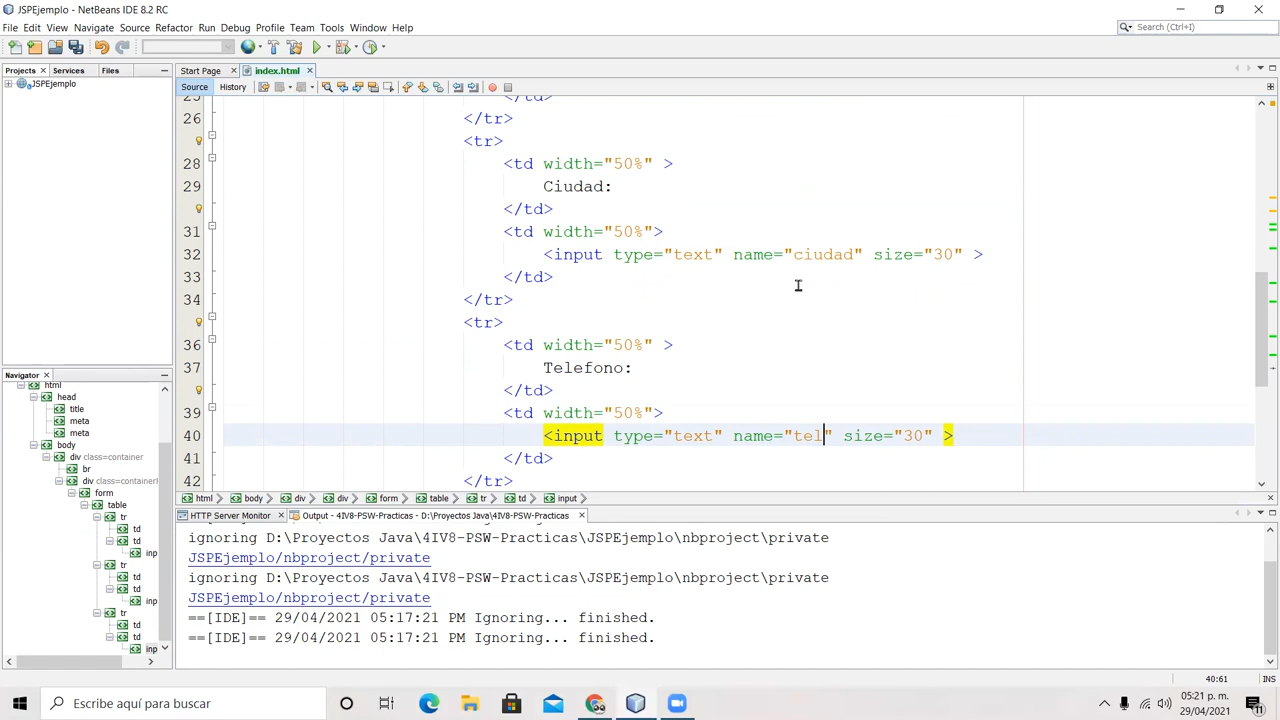 JSPEjemplo - NetBeans IDE 8.2 RC
File Edit View Navigate Source Refactor Run Debug Profile Team Tools Window Help
Search (Ctrl+I)
Projects Services Files
Start Page index.html
JSPEjemplo
Source History
26 </tr>
<tr>
28 <td width="50%" >
29 Ciudad:
</td>
31 <td width="50%">
32 <input type="text" name="ciudad" size="30" >
33 </td>
34 </tr>
<tr>
36 <td width="50%" >
37 Telefono:
</td>
39 <td width="50%">
40 <input type="text" name="tel" size="30" >
41 </td>
42 </tr>
Navigator
html
head
title
meta
meta
body
div class=container
br
div class=container
form
table
tr
td
td
inp
tr
td
td
inp
tr
td
td
inp
html body div div form table tr td input
HTTP Server Monitor Output - 4IV8-PSW-Practicas - D:\Proyectos Java\4IV8-PSW-Practicas
ignoring D:\Proyectos Java\4IV8-PSW-Practicas\JSPEjemplo\nbproject\private
JSPEjemplo/nbproject/private
ignoring D:\Proyectos Java\4IV8-PSW-Practicas\JSPEjemplo\nbproject\private
JSPEjemplo/nbproject/private
==[IDE]== 29/04/2021 05:17:21 PM Ignoring... finished.
==[IDE]== 29/04/2021 05:17:21 PM Ignoring... finished.
40:61 INS
Escribe aquí para buscar
05:21 p. m.
29/04/2021
11